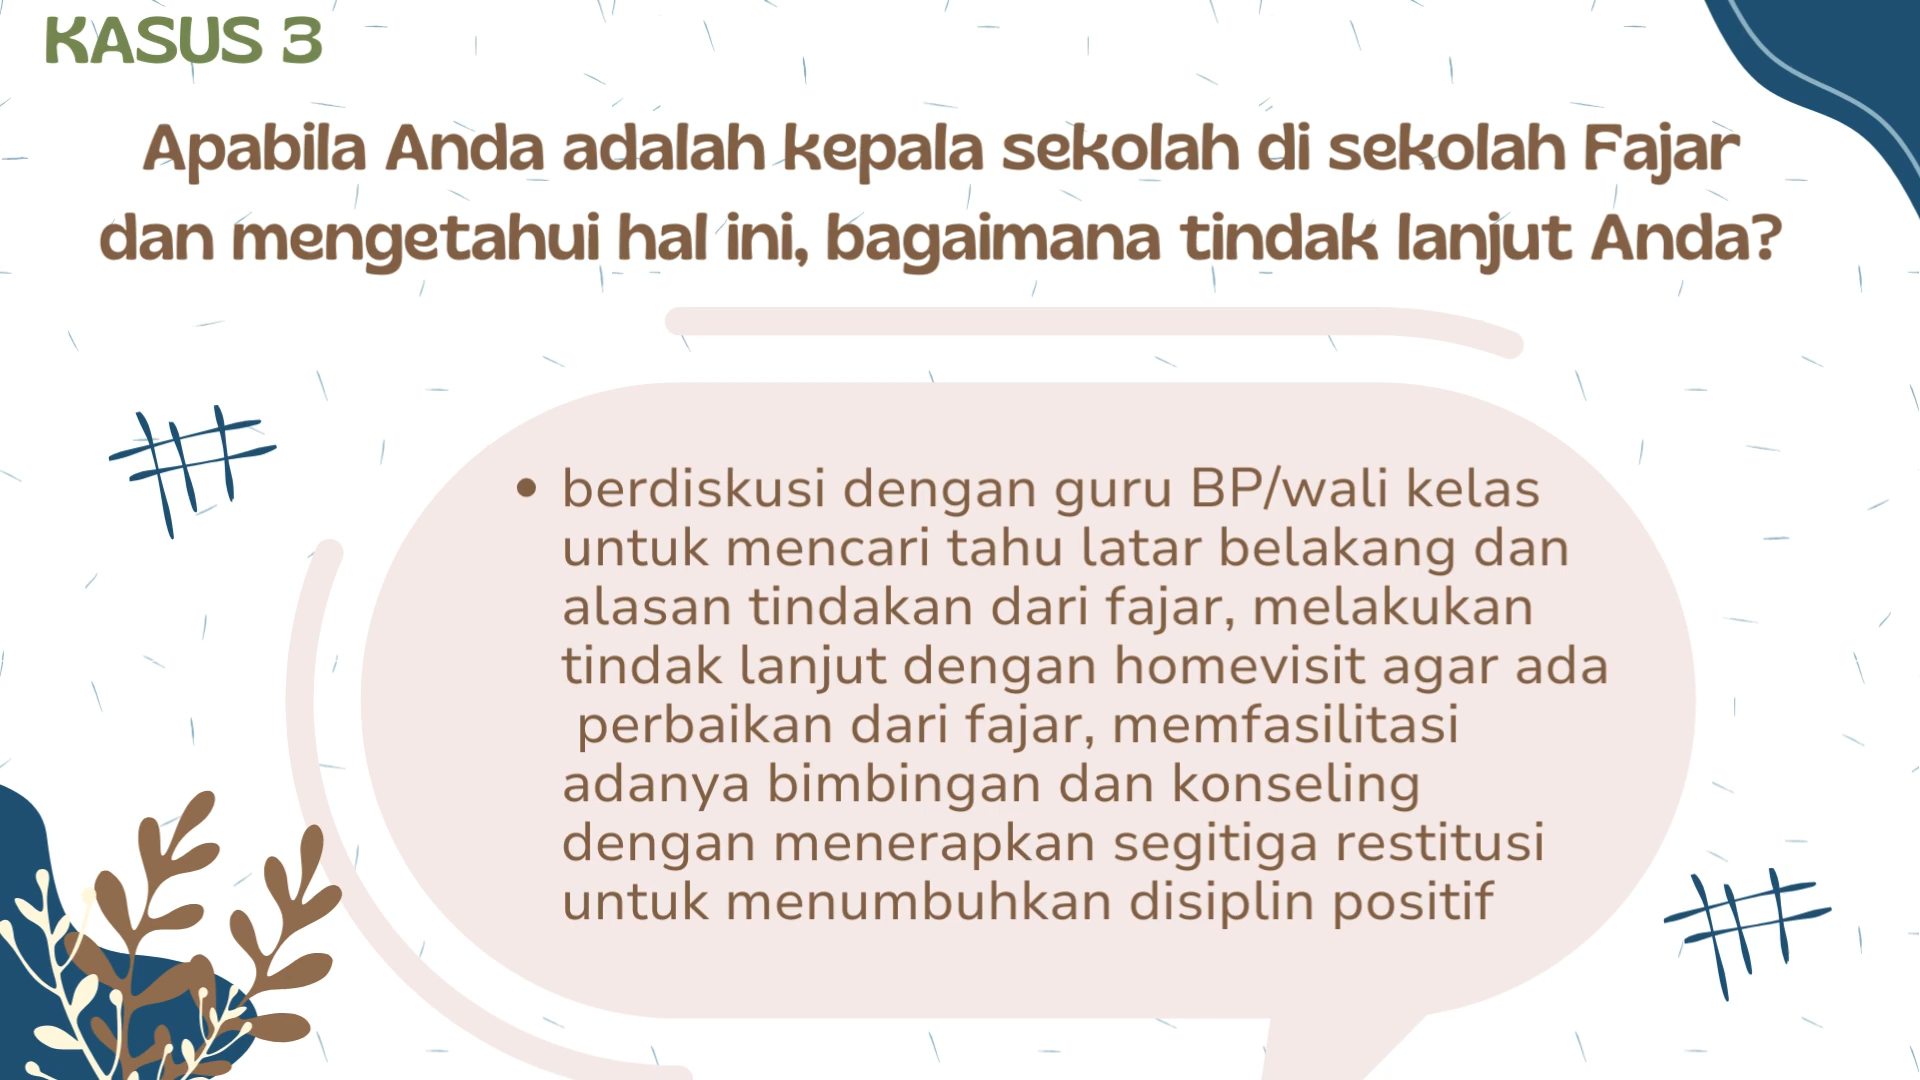 KASUS 3
Apabila Anda adalah kepala sekolah di sekolah Fajar
dan mengetahui hal ini, bagaimana tindak lanjut Anda?
• berdiskusi dengan guru BP/wali kelas
untuk mencari tahu latar belakang dan
alasan tindakan dari fajar, melakukan
tindak lanjut dengan homevisit agar ada
perbaikan dari fajar, memfasilitasi
adanya bimbingan dan konseling
dengan menerapkan segitiga restitusi
untuk menumbuhkan disiplin positif